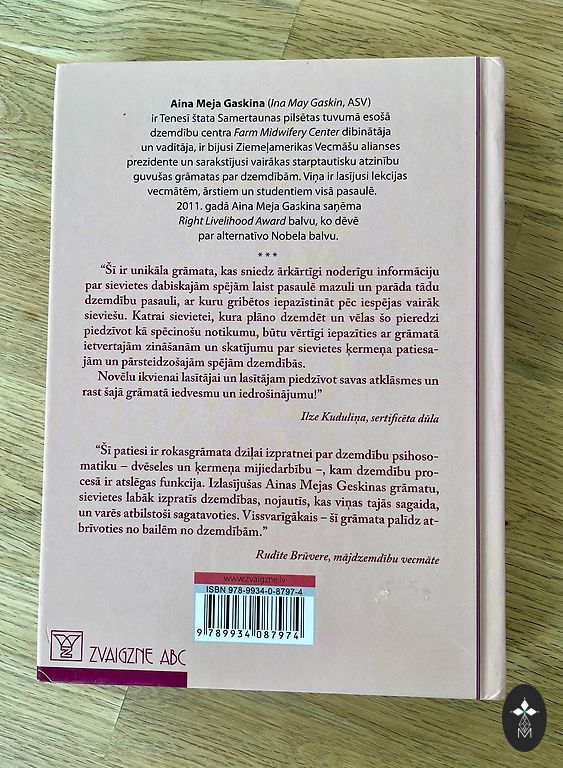 Aina Meja Gaskina (Ina May Gaskin, ASV)
ir Tenesī štata Samertaunas pilsētas tuvumā esošā
dzemdību centra Farm Midwifery Center dibinātāja
un vadītāja, ir bijusi Ziemeļamerikas Vecmāšu alianses
prezidente un sarakstījusi vairākas starptautisku atzinību
guvušas grāmatas par dzemdībām. Viņa ir lasījusi lekcijas
vecmātēm, ārstiem un studentiem visā pasaulē.
2011. gadā Aina Meja Gaskina saņēma
Right Livelihood Award balvu, ko dēvē
par alternatīvo Nobela balvu.
***
“Šī ir unikāla grāmata, kas sniedz ārkārtīgi noderīgu informāciju
par sievietes dabiskajām spējām laist pasaulē mazuli un parāda tādu
dzemdību pasauli, ar kuru gribētos iepazīstināt pēc iespējas vairāk
sieviešu. Katrai sievietei, kura plāno dzemdēt un vēlas šo pieredzi
piedzīvot kā spēcinošu notikumu, būtu vērtīgi iepazīties ar grāmatā
ietvertajām zināšanām un skatījumu par sievietes ķermeņa patiesa-
jām un pārsteidzošajām spējām dzemdībās.
Novēlu ikvienai lasītājai un lasītājam piedzīvot savas atklāsmes un
rast šajā grāmatā iedvesmu un iedrošinājumu!”
Ilze Kuduliņa, sertificēta dūla
“Šī patiesi ir rokasgrāmata dziļai izpratnei par dzemdību psihoso-
matiku – dvēseles un ķermeņa mijiedarbību –, kam dzemdību pro-
cesā ir atslēgas funkcija. Izlasījušas Ainas Mejas Geskinas grāmatu,
sievietes labāk izpratīs dzemdības, nojautīs, kas viņas tajās sagaida,
un varēs atbilstoši sagatavoties. Vissvarīgākais – šī grāmata palīdz at-
brīvoties no bailēm no dzemdībām.”
Rudīte Brūvere, mājdzemdību vecmāte
www.zvaigzne.lv
ISBN 978-9934-0-8797-4
9 789934 087974
ZVAIGZNE ABC
M